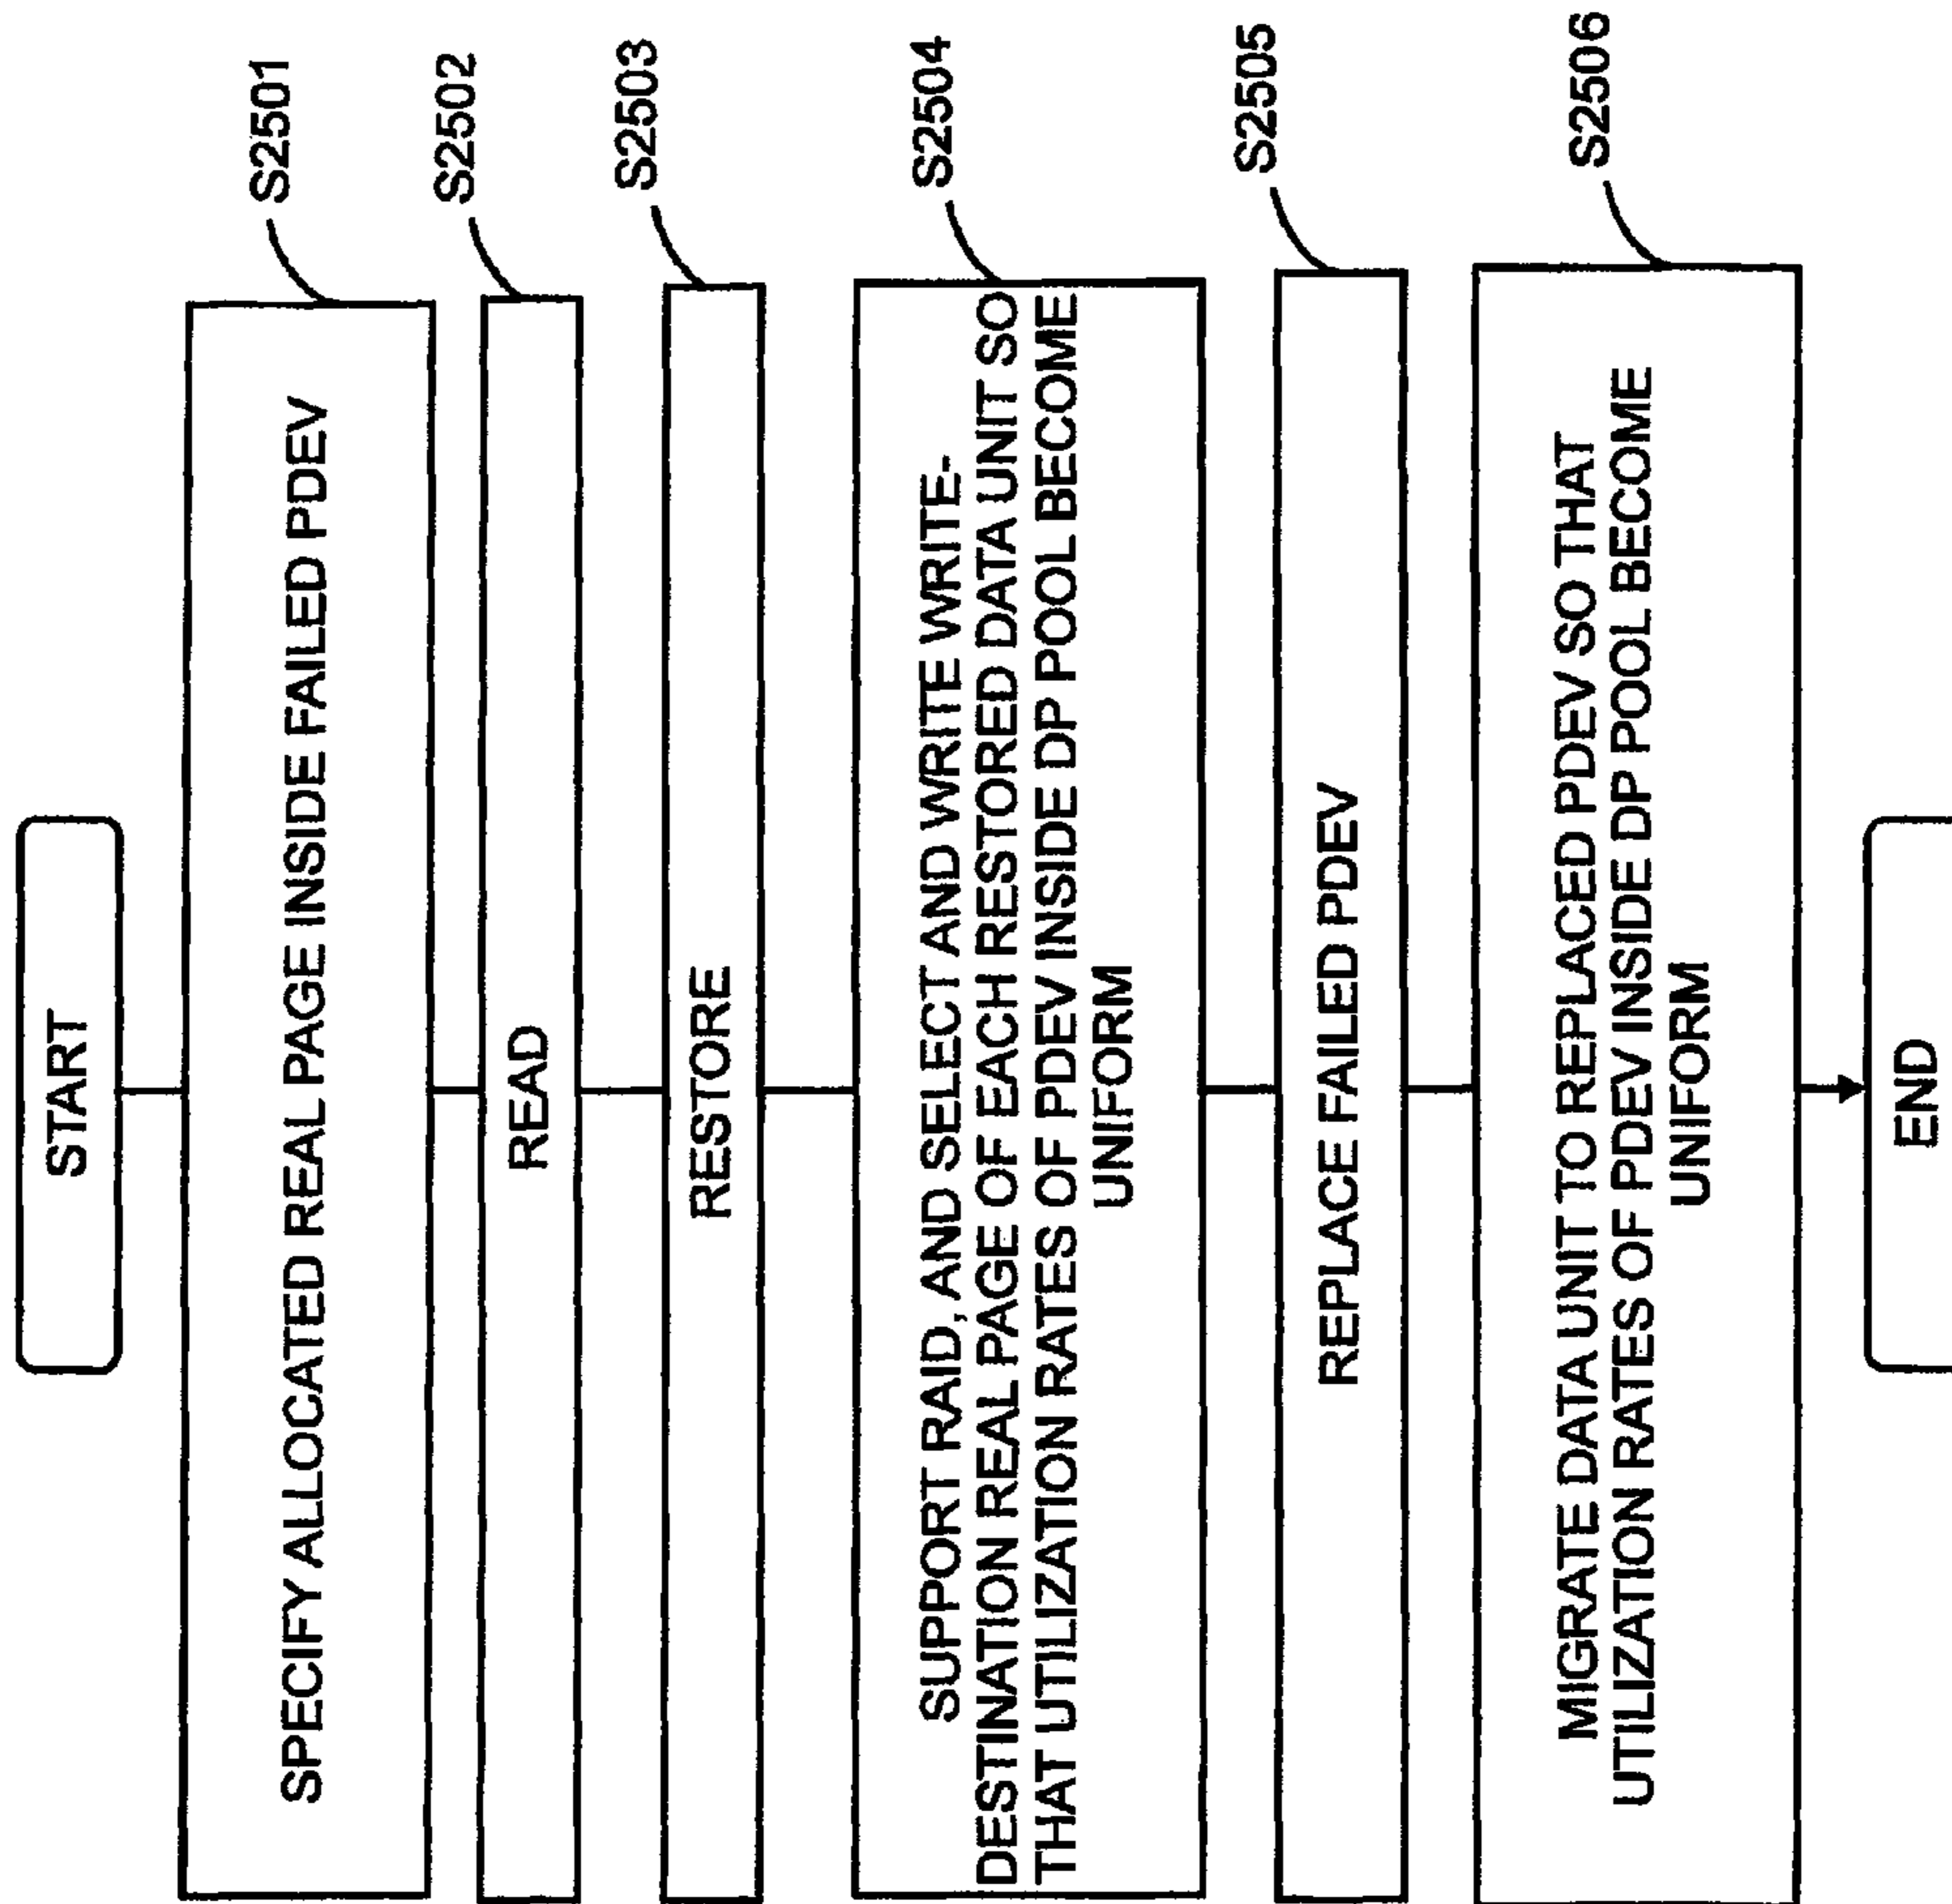 START
SPECIFY ALLOCATED REAL PAGE INSIDE FAILED PDEV
S2501
READ
S2502
RESTORE
S2503
SUPPORT RAID, AND SELECT AND WRITE WRITE-
DESTINATION REAL PAGE OF EACH RESTORED DATA UNIT SO
THAT UTILIZATION RATES OF PDEV INSIDE DP POOL BECOME
UNIFORM
S2504
REPLACE FAILED PDEV
S2505
MIGRATE DATA UNIT TO REPLACED PDEV SO THAT
UTILIZATION RATES OF PDEV INSIDE DP POOL BECOME
UNIFORM
S2506
END